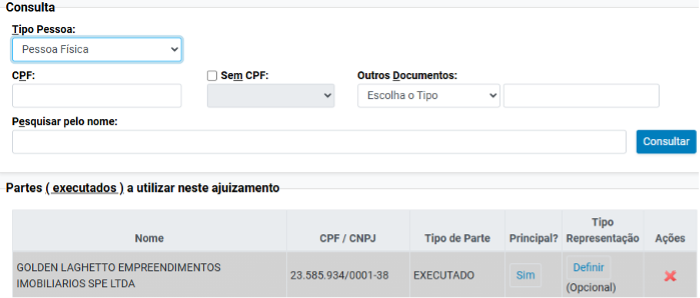 Consulta
Tipo Pessoa:
Pessoa Física
CPF: Sem CPF: Outros Documentos:
Escolha o Tipo
Pesquisar pelo nome:
Consultar
Partes ( executados ) a utilizar neste ajuizamento
Nome CPF / CNPJ Tipo de Parte Principal? Tipo Representação Ações
GOLDEN LAGHETTO EMPREENDIMENTOS
IMOBILIARIOS SPE LTDA
23.585.934/0001-38 EXECUTADO Sim Definir
(Opcional)